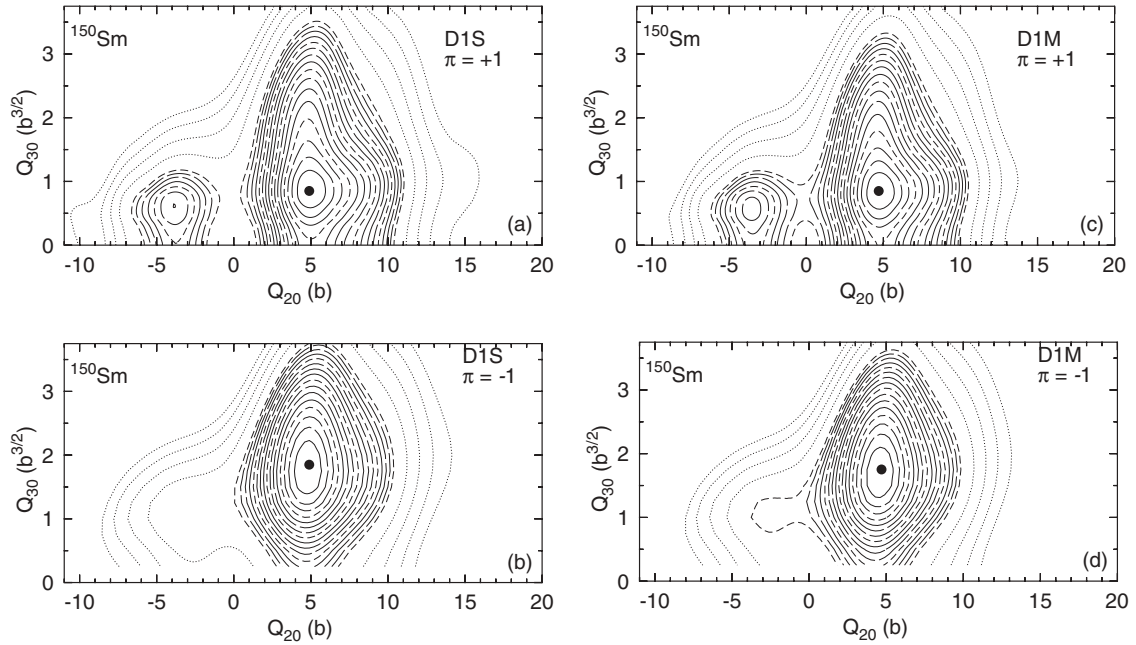 150Sm
D1S
π = +1
3
2
1
0
Q20 (b)
Q30 (b3/2)
-10 -5 0 5 10 15 20
(a)
150Sm
D1M
π = +1
3
2
1
0
Q20 (b)
Q30 (b3/2)
-10 -5 0 5 10 15 20
(c)
150Sm
D1S
π = -1
3
2
1
0
Q20 (b)
Q30 (b3/2)
-10 -5 0 5 10 15 20
(b)
150Sm
D1M
π = -1
3
2
1
0
Q20 (b)
Q30 (b3/2)
-10 -5 0 5 10 15 20
(d)